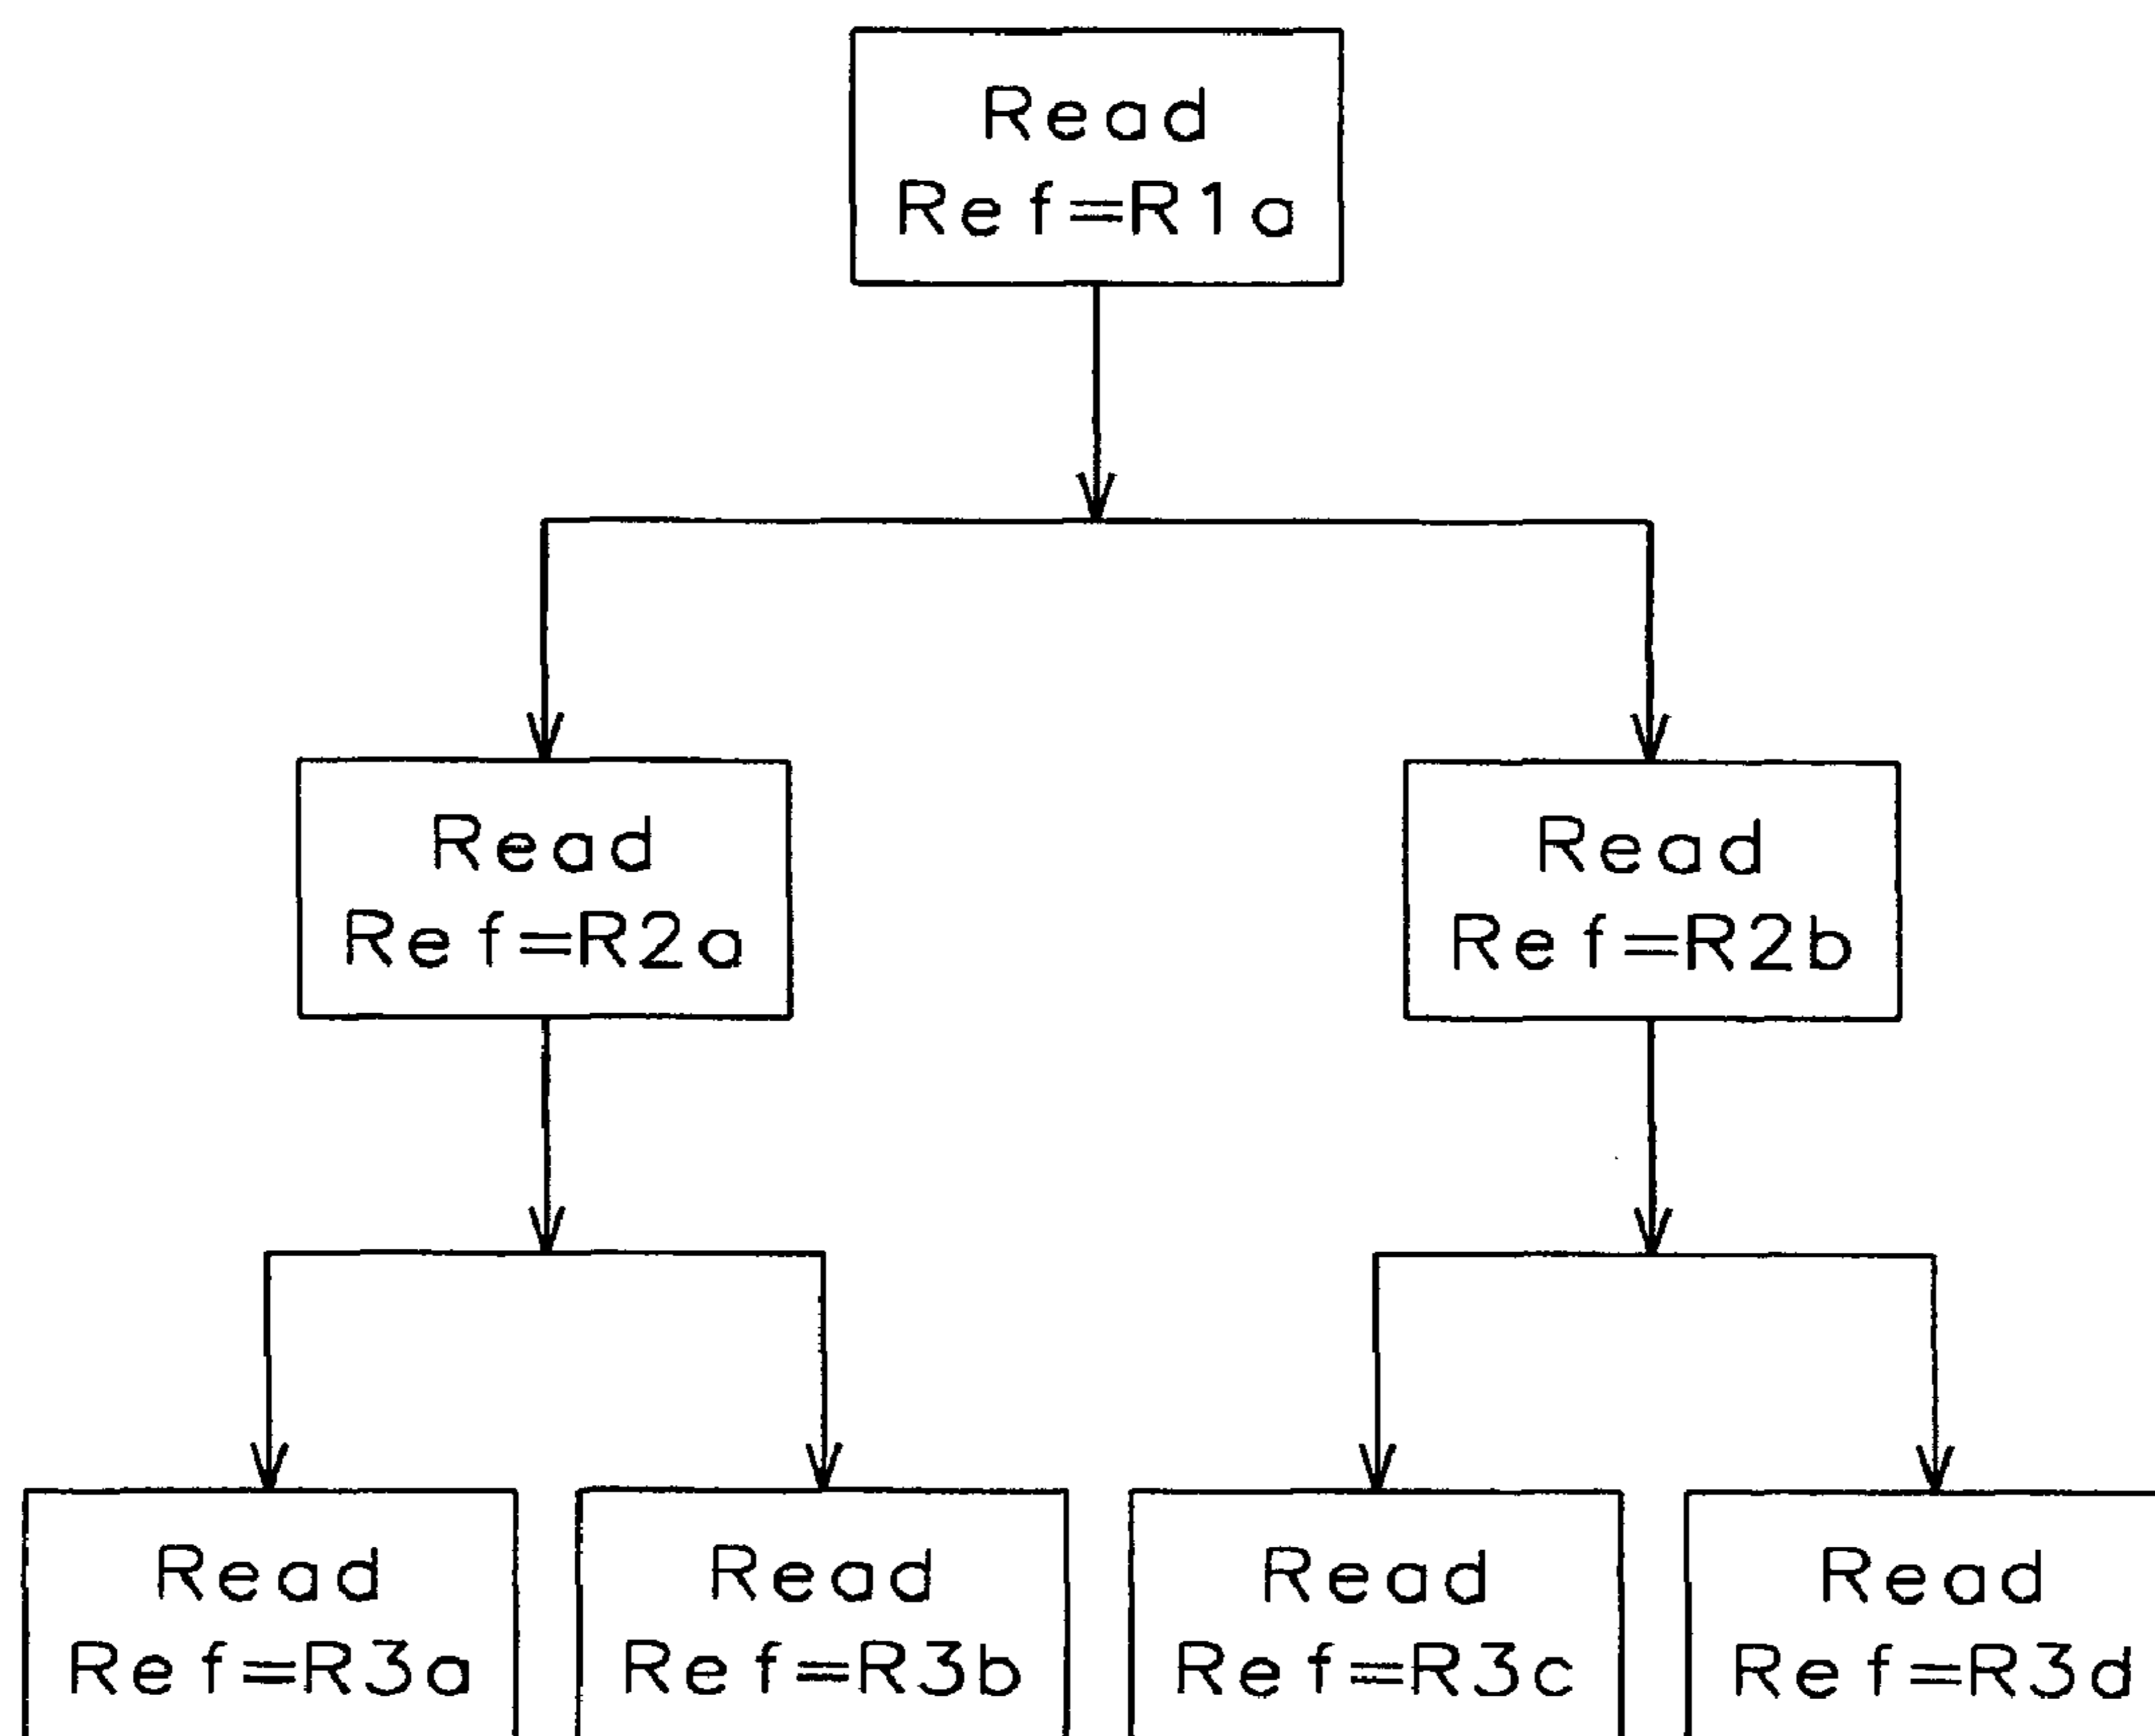 Read
Ref=R1a
Read
Ref=R2a
Read
Ref=R2b
Read
Ref=R3a
Read
Ref=R3b
Read
Ref=R3c
Read
Ref=R3d